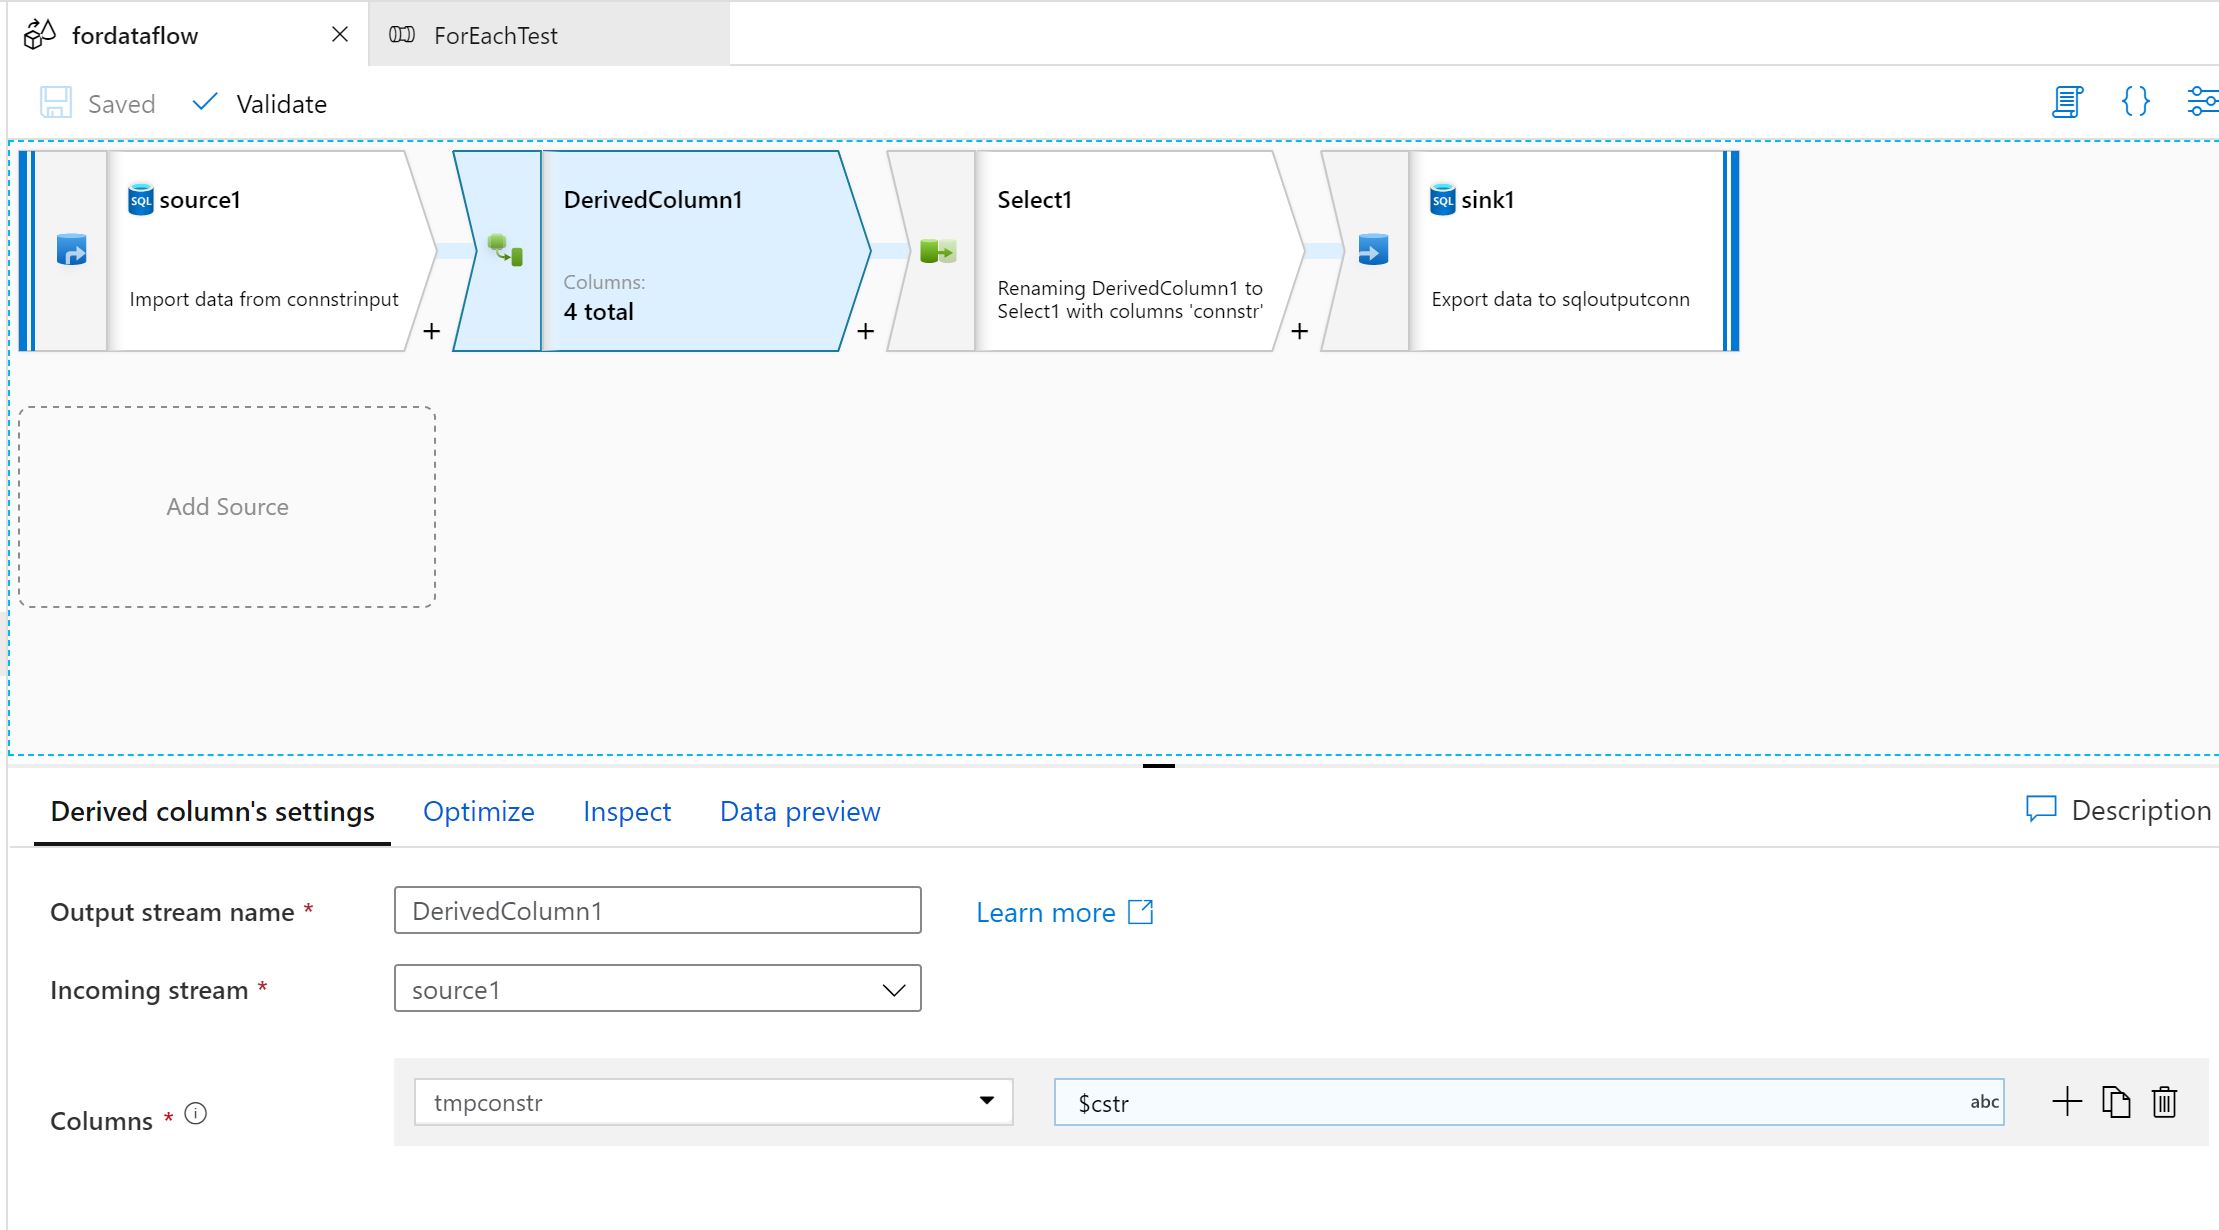 fordataflow
ForEachTest
Saved
Validate
{}
SQL source1
Import data from connstrinput
+
DerivedColumn1
Columns:
4 total
+
Select1
Renaming DerivedColumn1 to
Select1 with columns 'connstr'
+
SQL sink1
Export data to sqloutputconn
Add Source
Derived column's settings
Optimize
Inspect
Data preview
Description
Output stream name *
DerivedColumn1
Learn more
Incoming stream *
source1
Columns * i
tmpconstr
$cstr
abc